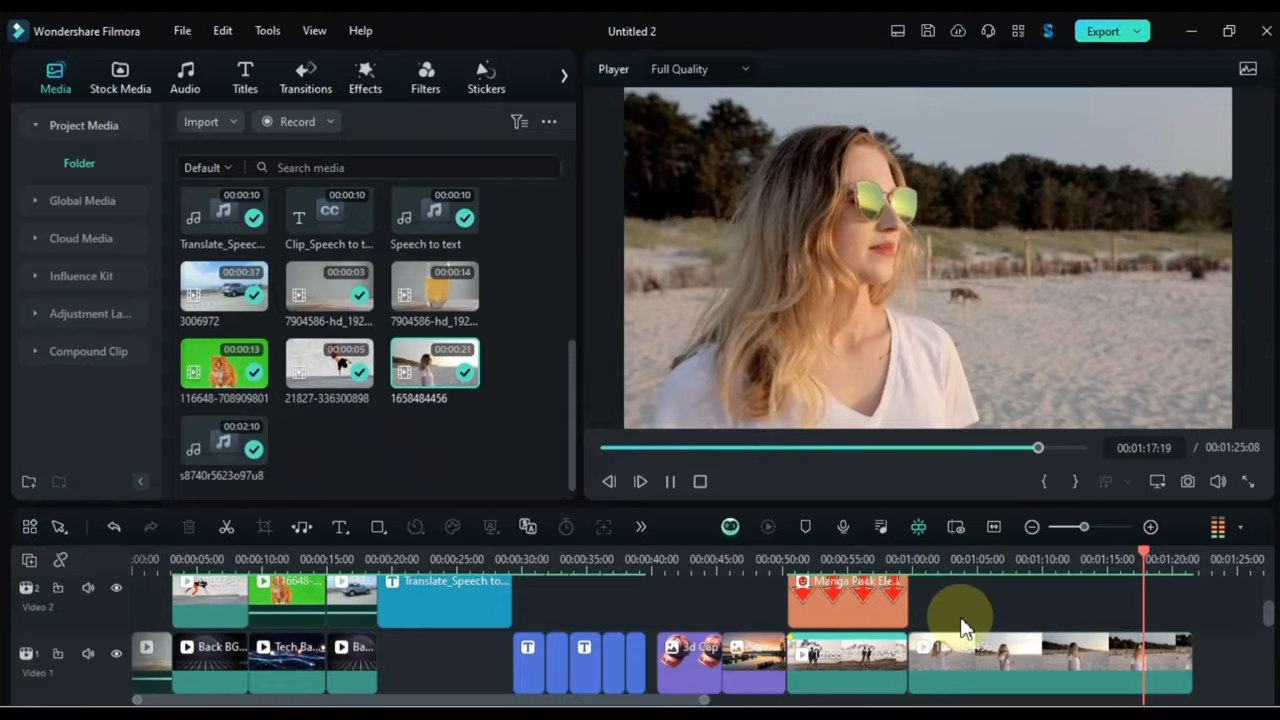 Wondershare Filmora File Edit Tools View Help Untitled 2 Export
Media Stock Media Audio Titles Transitions Effects Filters Stickers
Player Full Quality
Project Media
Folder
Global Media
Cloud Media
Influence Kit
Adjustment La...
Compound Clip
Import Record
Default Search media
00:00:10 00:00:10 00:00:10
CC
Translate_Speec... Clip_Speech to t... Speech to text
00:00:37 00:00:03 00:00:14
3006972 7904586-hd_192... 7904586-hd_192...
00:00:13 00:00:05 00:00:21
116648-708909801 21827-336300898 1658484456
00:02:10
s8740r5623o97u8
00:01:17:19 / 00:01:25:08
:00:00 00:00:05:00 00:00:10:00 00:00:15:00 00:00:20:00 00:00:25:00 00:00:30:00 00:00:35:00 00:00:40:00 00:00:45:00 00:00:50:00 00:00:55:00 00:01:00:00 00:01:05:00 00:01:10:00 00:01:15:00 00:01:20:00 00:01:25:00
2
Video 2
116648-... Translate_Speech to... Manga Pack Ele...
1
Video 1
Back BG... Tech Ba... Ba... 3d Cap